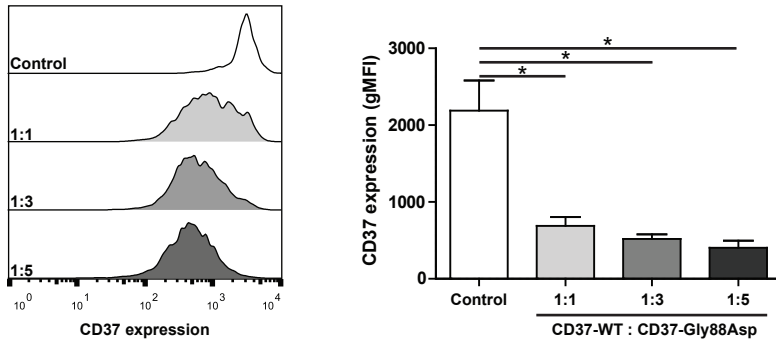 Control
1:1
1:3
1:5
10^0 10^1 10^2 10^3 10^4
CD37 expression
CD37 expression (gMFI)
3000
2000
1000
0
*
*
*
Control 1:1 1:3 1:5
CD37-WT : CD37-Gly88Asp